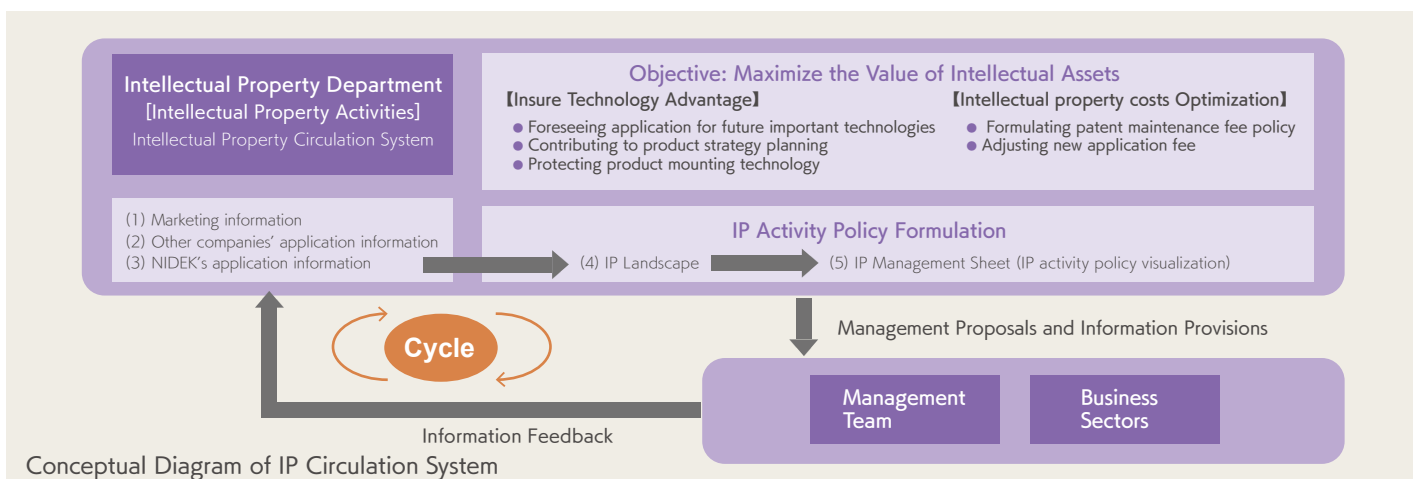 Intellectual Property Department
[Intellectual Property Activities]
Intellectual Property Circulation System
Objective: Maximize the Value of Intellectual Assets
【Insure Technology Advantage】
● Foreseeing application for future important technologies
● Contributing to product strategy planning
● Protecting product mounting technology
【Intellectual property costs Optimization】
● Formulating patent maintenance fee policy
● Adjusting new application fee
(1) Marketing information
(2) Other companies' application information
(3) NIDEK's application information
IP Activity Policy Formulation
(4) IP Landscape
(5) IP Management Sheet (IP activity policy visualization)
Cycle
Management Proposals and Information Provisions
Management
Team
Business
Sectors
Information Feedback
Conceptual Diagram of IP Circulation System